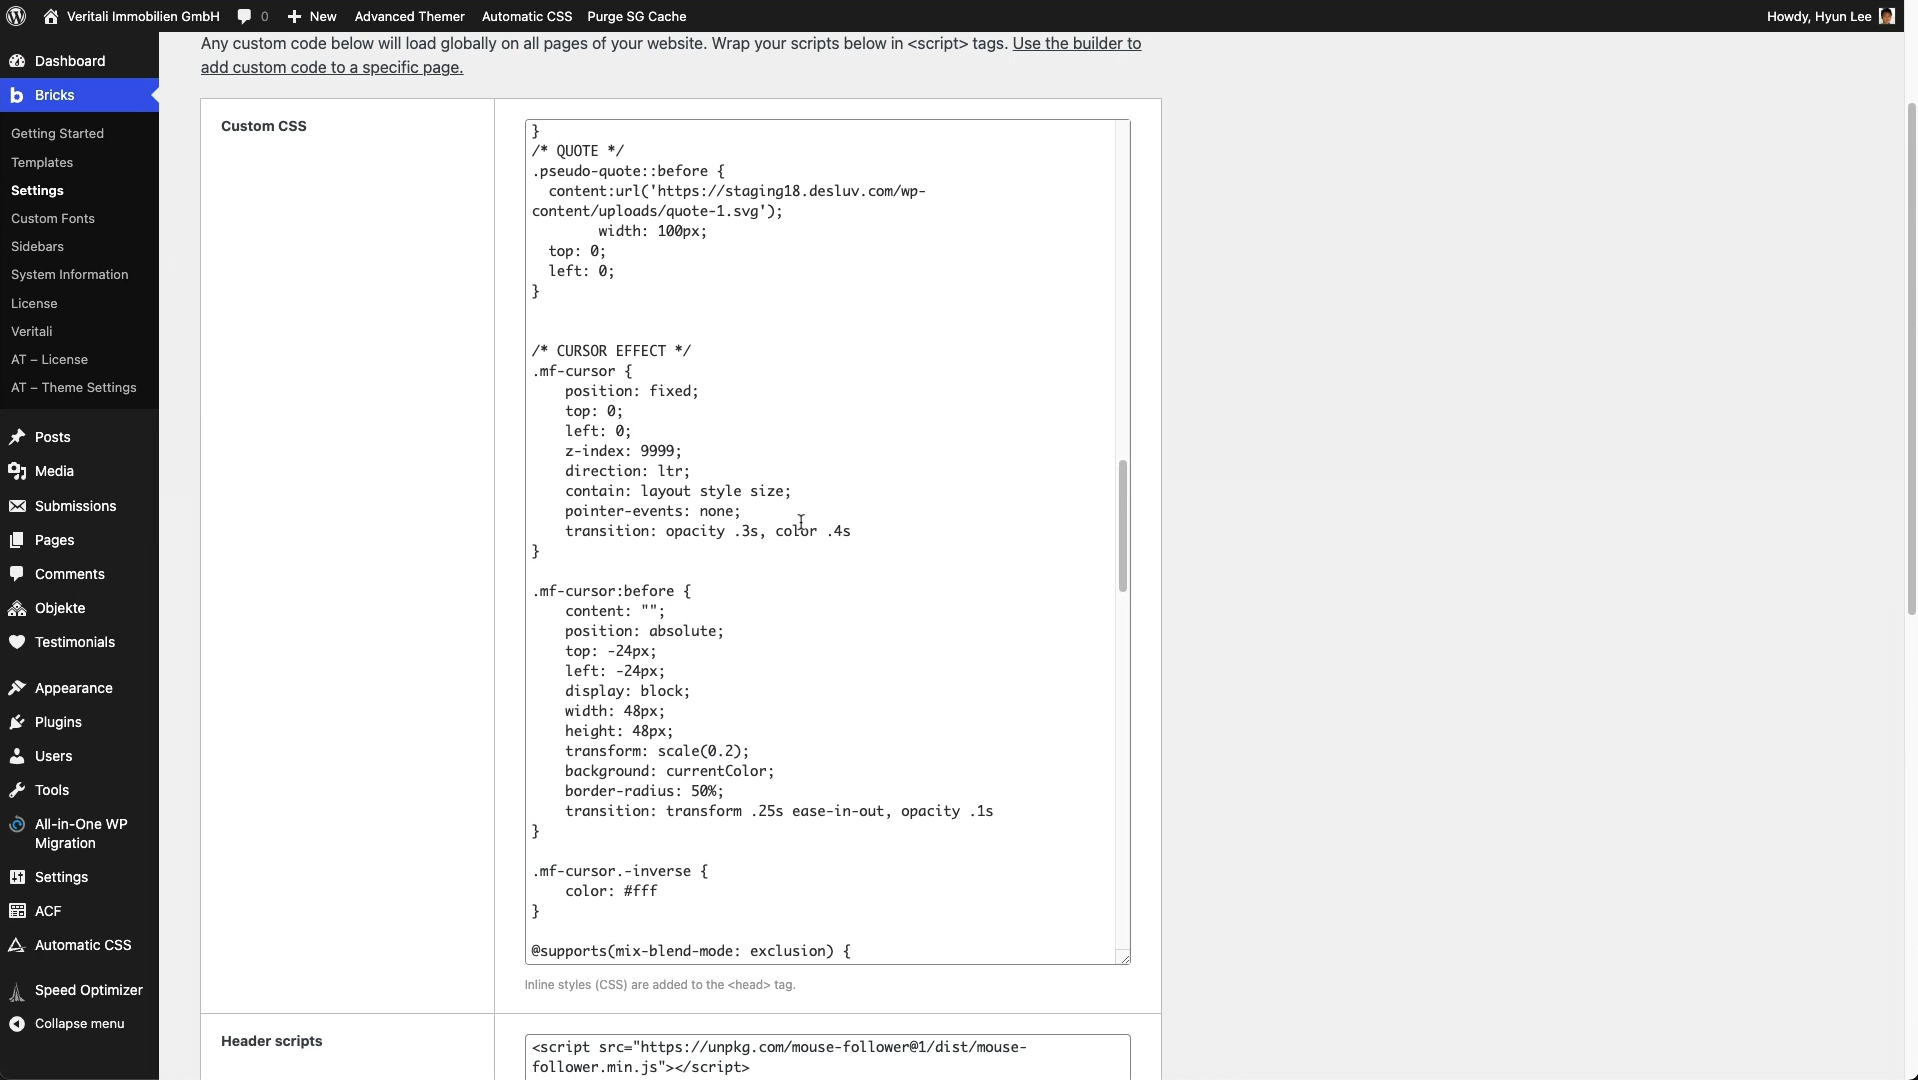 Veritali Immobilien GmbH 0 New Advanced Themer Automatic CSS Purge SG Cache Howdy, Hyun Lee
Dashboard
Bricks
Getting Started
Templates
Settings
Custom Fonts
Sidebars
System Information
License
Veritali
AT – License
AT – Theme Settings
Posts
Media
Submissions
Pages
Comments
Objekte
Testimonials
Appearance
Plugins
Users
Tools
All-in-One WP
Migration
Settings
ACF
Automatic CSS
Speed Optimizer
Collapse menu
Any custom code below will load globally on all pages of your website. Wrap your scripts below in <script> tags. Use the builder to
add custom code to a specific page.
Custom CSS
}
/* QUOTE */
.pseudo-quote::before {
content:url('https://staging18.desluv.com/wp-
content/uploads/quote-1.svg');
width: 100px;
top: 0;
left: 0;
}
/* CURSOR EFFECT */
.mf-cursor {
position: fixed;
top: 0;
left: 0;
z-index: 9999;
direction: ltr;
contain: layout style size;
pointer-events: none;
transition: opacity .3s, color .4s
}
.mf-cursor:before {
content: "";
position: absolute;
top: -24px;
left: -24px;
display: block;
width: 48px;
height: 48px;
transform: scale(0.2);
background: currentColor;
border-radius: 50%;
transition: transform .25s ease-in-out, opacity .1s
}
.mf-cursor.-inverse {
color: #fff
}
@supports(mix-blend-mode: exclusion) {
Inline styles (CSS) are added to the <head> tag.
Header scripts
<script src="https://unpkg.com/mouse-follower@1/dist/mouse-
follower.min.js"></script>